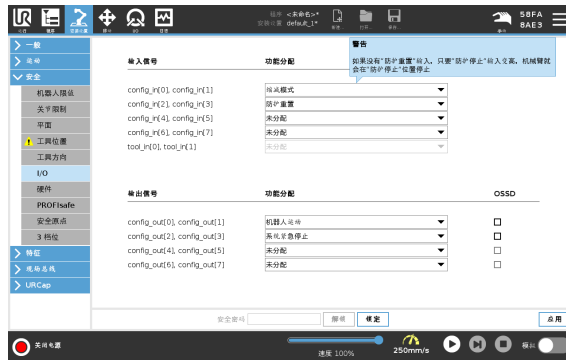 程序 <未命名>*
安装设置 default_1*
58FA
8AE3
运行 程序 安装设置 移动 I/O 日志
新建... 打开... 保存...
一般
运动
安全
机器人限值
关节限制
平面
工具位置
工具方向
I/O
硬件
PROFIsafe
安全原点
3 档位
特征
现场总线
URCap
警告
如果没有"防护重置"输入，只要"防护停止"输入变高，机械臂就
会在"防护停止"位置停止
输入信号 功能分配
config_in[0], config_in[1] 缩减模式
config_in[2], config_in[3] 防护重置
config_in[4], config_in[5] 未分配
config_in[6], config_in[7] 未分配
tool_in[0], tool_in[1] 未分配
输出信号 功能分配 OSSD
config_out[0], config_out[1] 机器人运动
config_out[2], config_out[3] 系统紧急停止
config_out[4], config_out[5] 未分配
config_out[6], config_out[7] 未分配
安全密码 解锁 锁定 应用
关闭电源
速度 100%
250mm/s
模拟